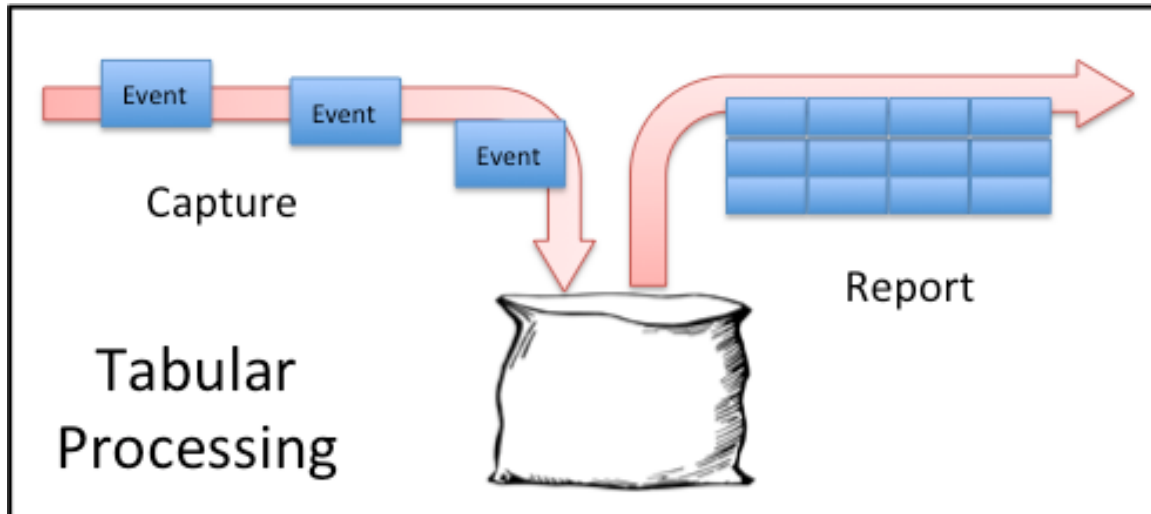 Event
Event
Event
Capture
Report
Tabular
Processing